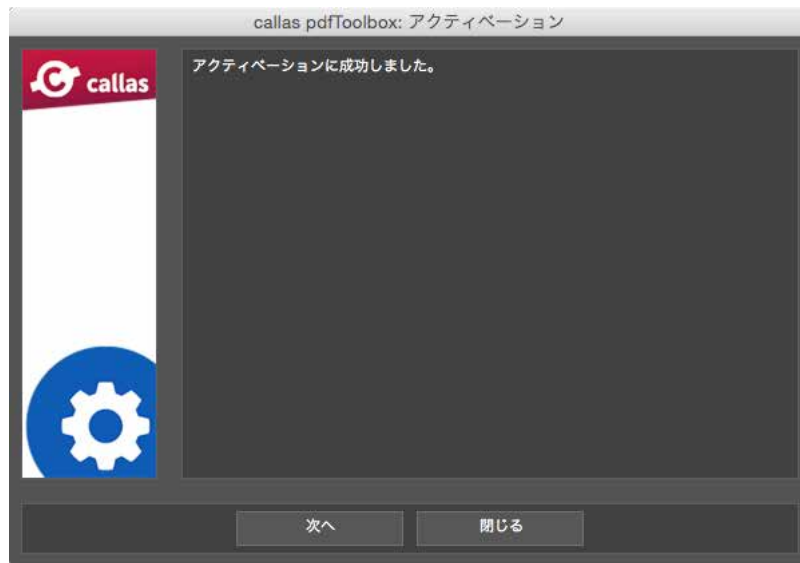 callas pdfToolbox: アクティベーション
callas
アクティベーションに成功しました。
次へ
閉じる